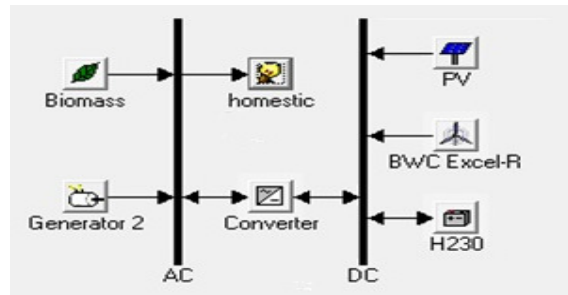 Biomass
homestic
PV
BWC Excel-R
Generator 2
Converter
H230
AC
DC